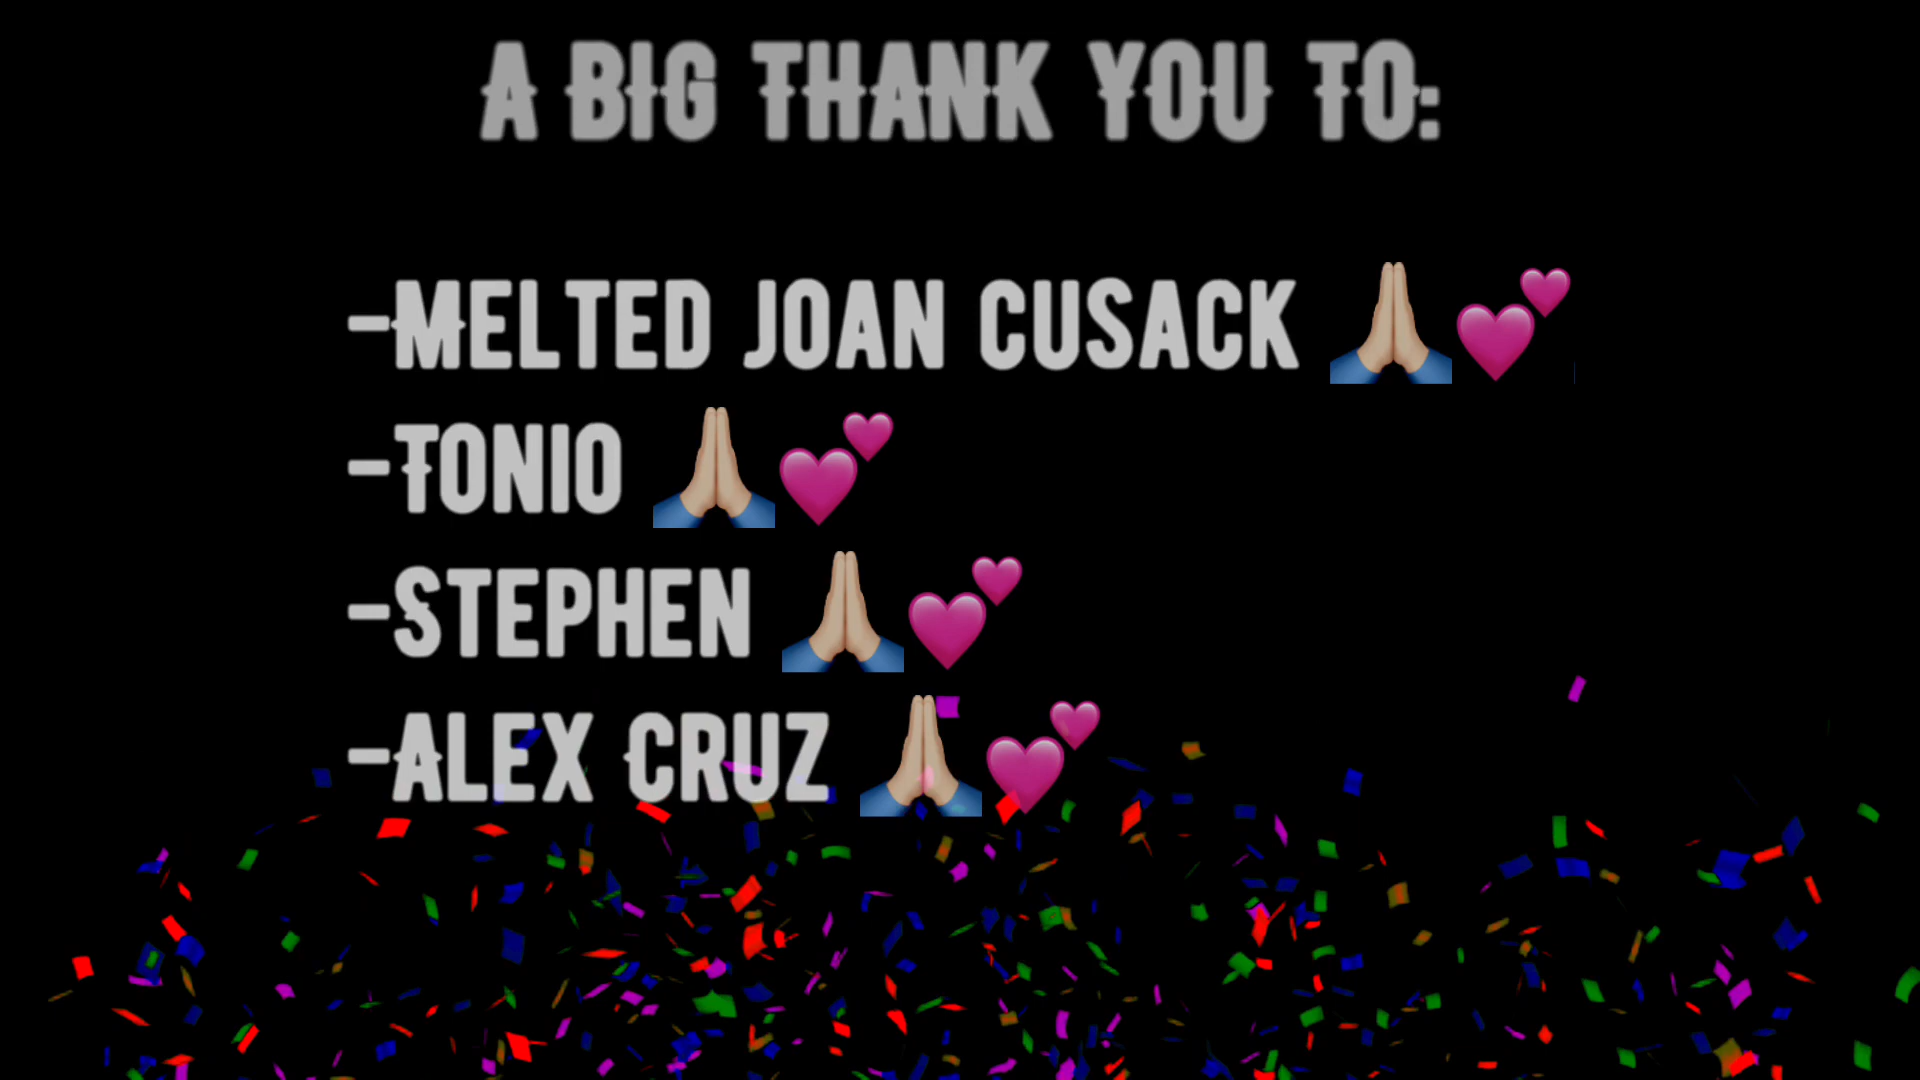 A BIG THANK YOU TO:
-MELTED JOAN CUSACK 🙏🏼💕
-TONIO 🙏🏼💕
-STEPHEN 🙏🏼💕
-ALEX CRUZ 🙏🏼💕